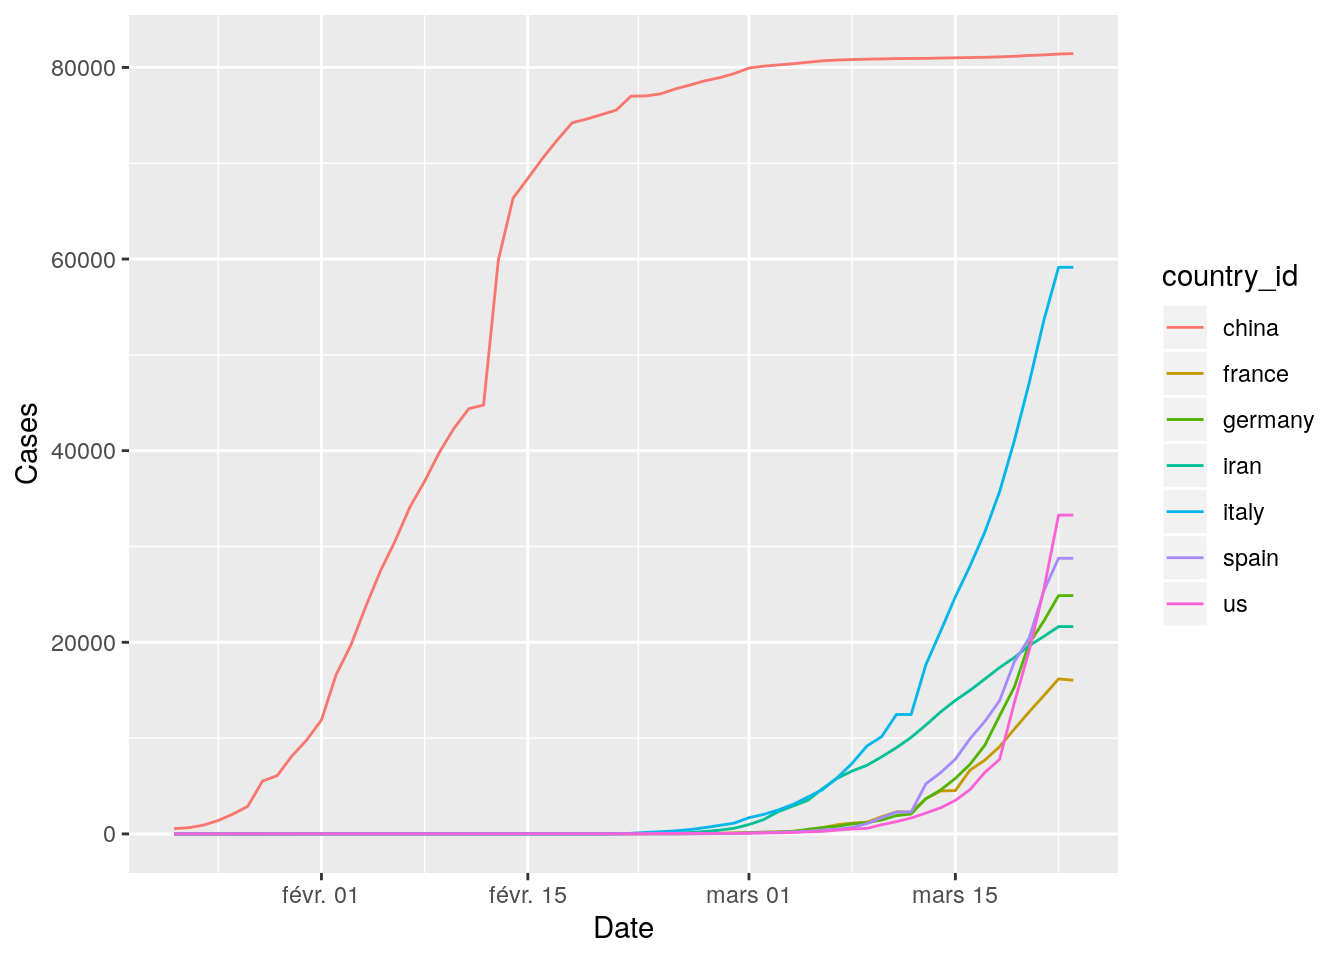 80000
60000
40000
20000
0
Cases
févr. 01
févr. 15
mars 01
mars 15
Date
country_id
china
france
germany
iran
italy
spain
us